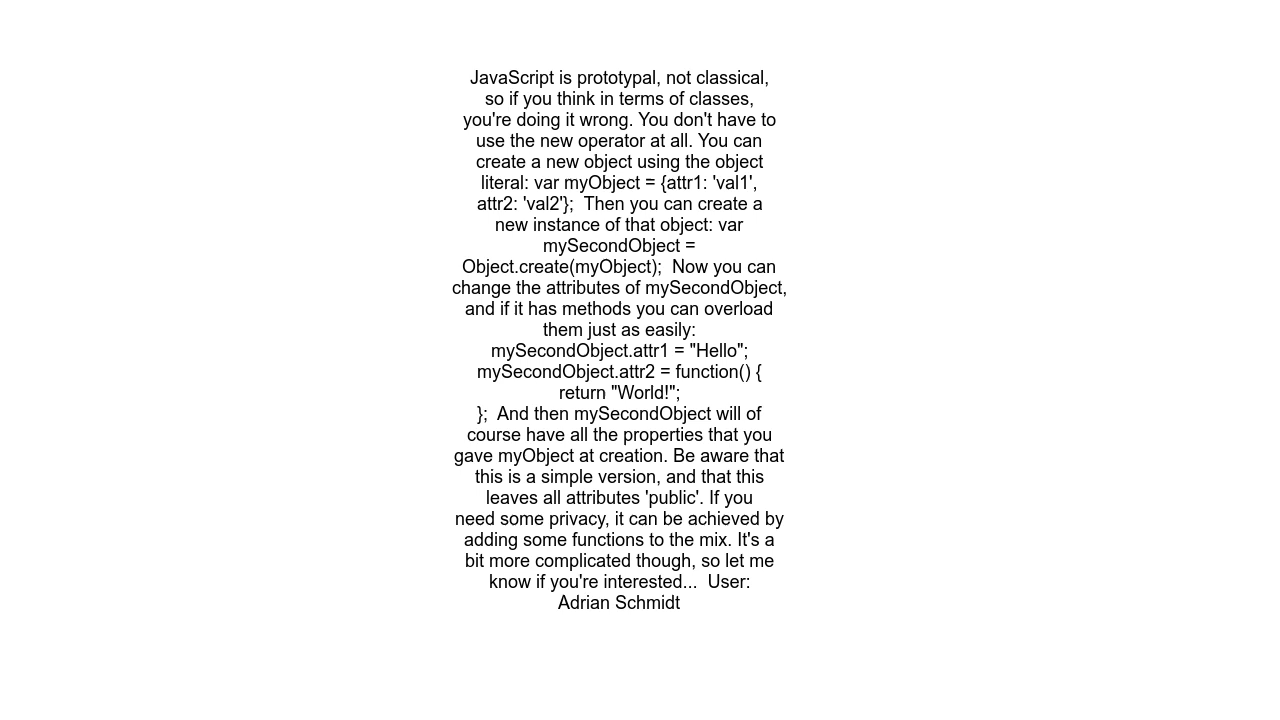 JavaScript is prototypal, not classical,
so if you think in terms of classes,
you're doing it wrong. You don't have to
use the new operator at all. You can
create a new object using the object
literal: var myObject = {attr1: 'val1',
attr2: 'val2'};  Then you can create a
new instance of that object: var
mySecondObject =
Object.create(myObject);  Now you can
change the attributes of mySecondObject,
and if it has methods you can overload
them just as easily:
mySecondObject.attr1 = "Hello";
mySecondObject.attr2 = function() {
return "World!";
};  And then mySecondObject will of
course have all the properties that you
gave myObject at creation. Be aware that
this is a simple version, and that this
leaves all attributes 'public'. If you
need some privacy, it can be achieved by
adding some functions to the mix. It's a
bit more complicated though, so let me
know if you're interested...  User:
Adrian Schmidt